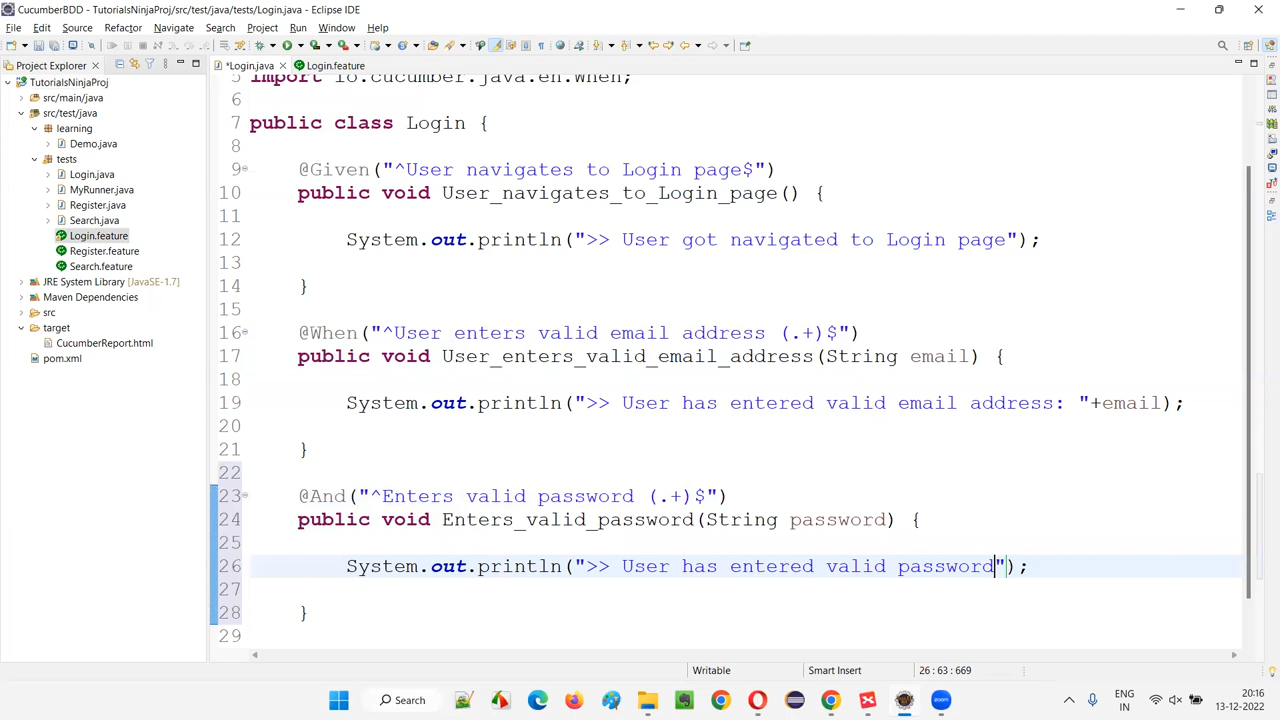 CucumberBDD - TutorialsNinjaProj/src/test/java/tests/Login.java - Eclipse IDE
File Edit Source Refactor Navigate Search Project Run Window Help
Project Explorer
*Login.java
Login.feature
TutorialsNinjaProj
src/main/java
src/test/java
learning
Demo.java
tests
Login.java
MyRunner.java
Register.java
Search.java
Login.feature
Register.feature
Search.feature
JRE System Library [JavaSE-1.7]
Maven Dependencies
src
target
CucumberReport.html
pom.xml
5 import io.cucumber.java.en.When;
6
7 public class Login {
8
9 @Given("^User navigates to Login page$")
10 public void User_navigates_to_Login_page() {
11
12 System.out.println(">> User got navigated to Login page");
13
14 }
15
16 @When("^User enters valid email address (.+)$")
17 public void User_enters_valid_email_address(String email) {
18
19 System.out.println(">> User has entered valid email address: "+email);
20
21 }
22
23 @And("^Enters valid password (.+)$")
24 public void Enters_valid_password(String password) {
25
26 System.out.println(">> User has entered valid password");
27
28 }
29
Writable
Smart Insert
26 : 63 : 669
Search
zoom
ENG
IN
20:16
13-12-2022